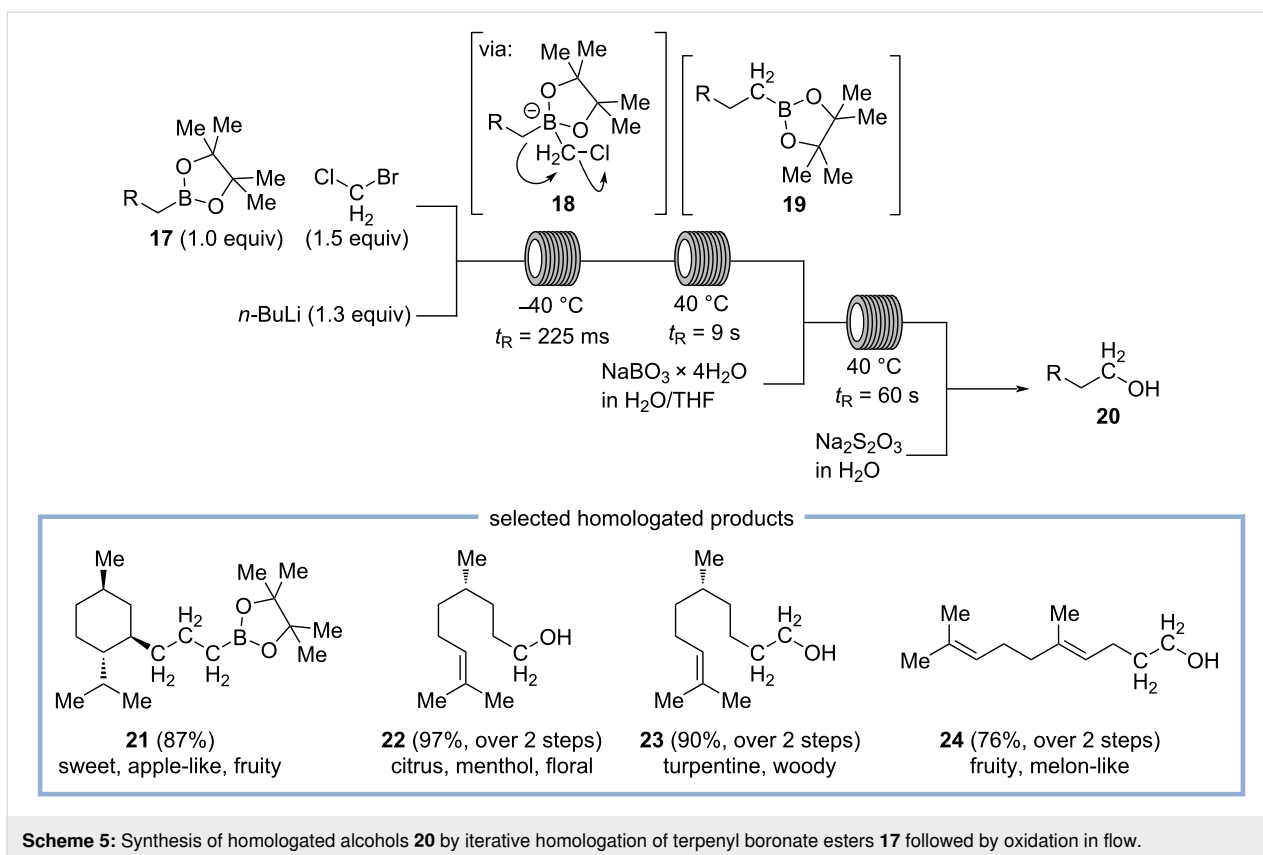 via:
Me Me
O
Me
⊖
B
O
Me
R
H2C–Cl
18
H2
C
R
B
O
Me
O
Me
Me Me
19
Me Me
O
Me
R
B
O
Me
17 (1.0 equiv)
Cl
Br
C
H2
(1.5 equiv)
n-BuLi (1.3 equiv)
–40 °C
tR = 225 ms
40 °C
tR = 9 s
NaBO3 × 4H2O
in H2O/THF
40 °C
tR = 60 s
Na2S2O3
in H2O
H2
R
C
OH
20
selected homologated products
Me
Me Me
H2
O
Me
C
B
C
C
O
Me
H2
H2
Me
Me
21 (87%)
sweet, apple-like, fruity
Me
C
OH
H2
Me
Me
22 (97%, over 2 steps)
citrus, menthol, floral
Me
H2
C
C
OH
H2
Me
Me
23 (90%, over 2 steps)
turpentine, woody
Me
Me
H2
C
Me
C
OH
H2
24 (76%, over 2 steps)
fruity, melon-like
Scheme 5: Synthesis of homologated alcohols 20 by iterative homologation of terpenyl boronate esters 17 followed by oxidation in flow.